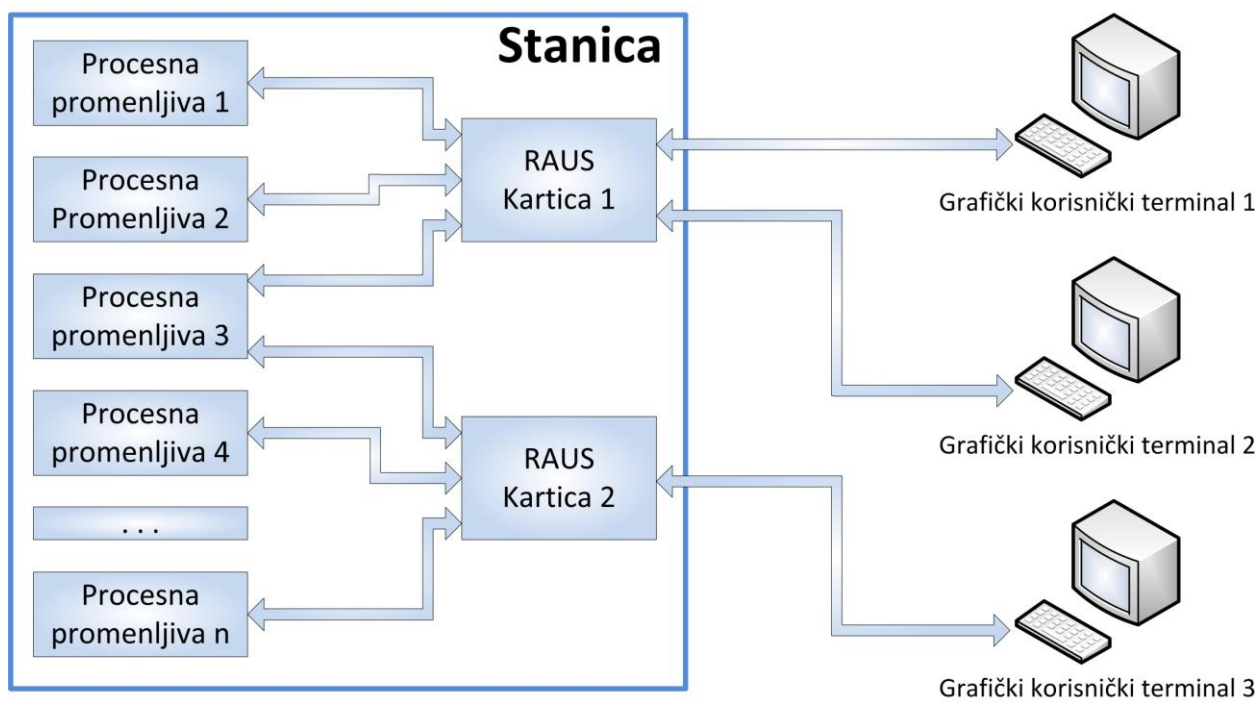 Stanica
Procesna
promenljiva 1
Procesna
Promenljiva 2
Procesna
promenljiva 3
Procesna
promenljiva 4
. . .
Procesna
promenljiva n
RAUS
Kartica 1
RAUS
Kartica 2
Grafički korisnički terminal 1
Grafički korisnički terminal 2
Grafički korisnički terminal 3